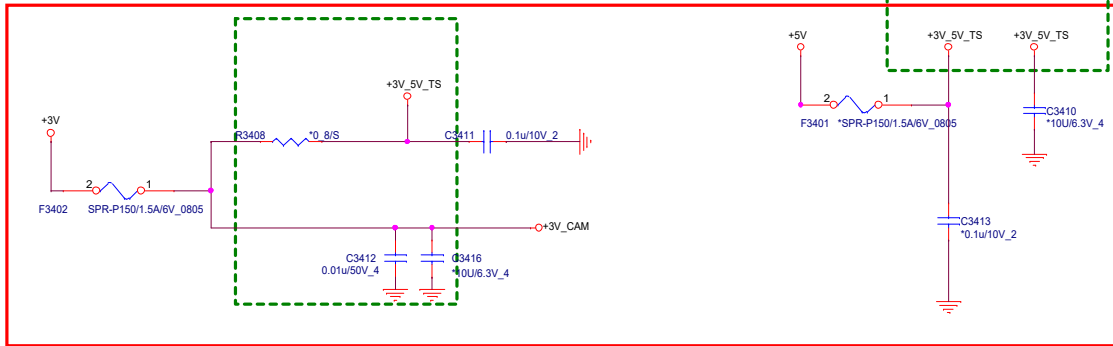 +5V
+3V_5V_TS
+3V_5V_TS
+3V_5V_TS
2
1
C3410
*10U/6.3V_4
F3401
*SPR-P150/1.5A/6V_0805
+3V
R3408
*0_8/S
C3411
0.1u/10V_2
2
1
F3402
SPR-P150/1.5A/6V_0805
+3V_CAM
C3413
*0.1u/10V_2
C3412
0.01u/50V_4
C3416
*10U/6.3V_4